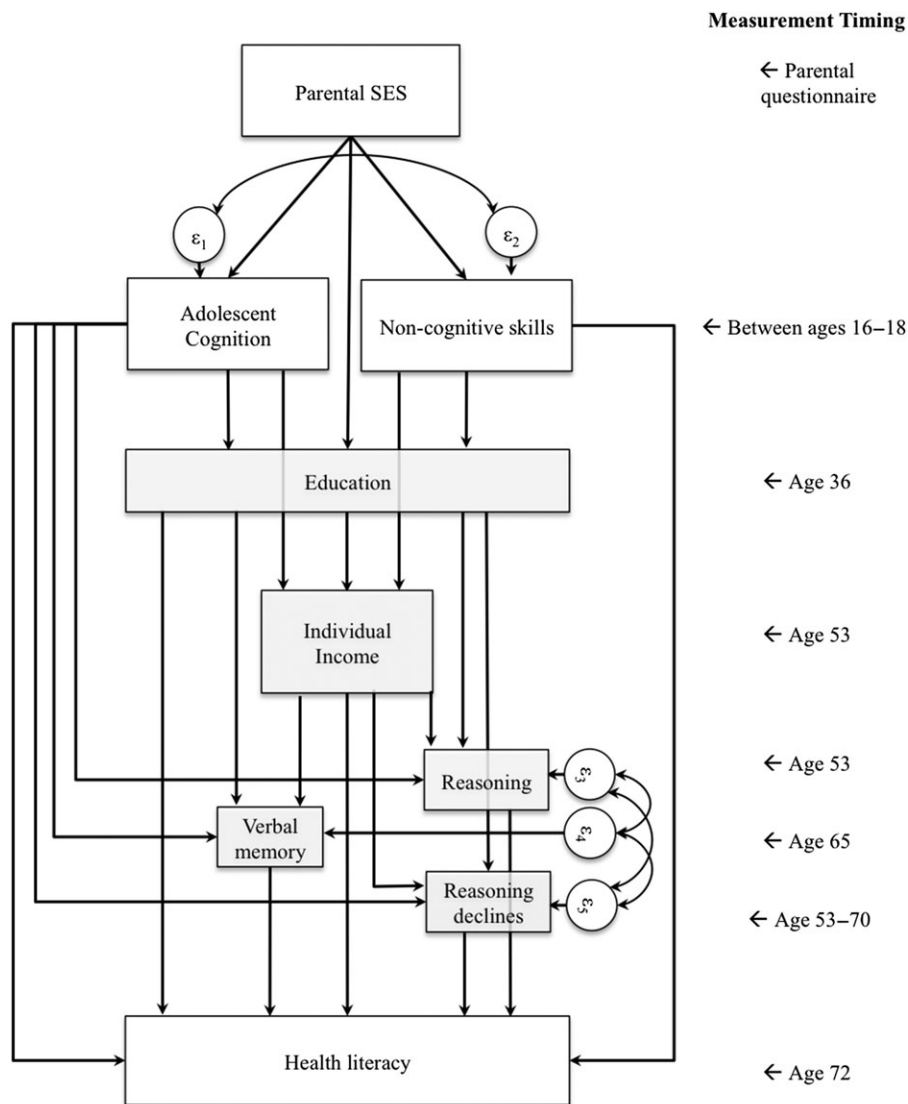 Measurement Timing
Parental SES
← Parental
questionnaire
ε1
ε2
Adolescent
Cognition
Non-cognitive skills
← Between ages 16–18
Education
← Age 36
Individual
Income
← Age 53
Reasoning
ε3
← Age 53
Verbal
memory
ε4
← Age 65
Reasoning
declines
ε5
← Age 53–70
Health literacy
← Age 72